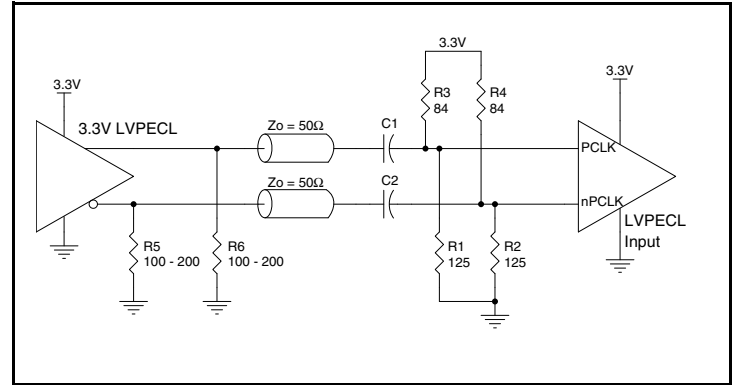 3.3V
R3
84
R4
84
3.3V
3.3V
3.3V LVPECL
Zo = 50Ω
C1
PCLK
Zo = 50Ω
C2
nPCLK
LVPECL
Input
R5
100 - 200
R6
100 - 200
R1
125
R2
125